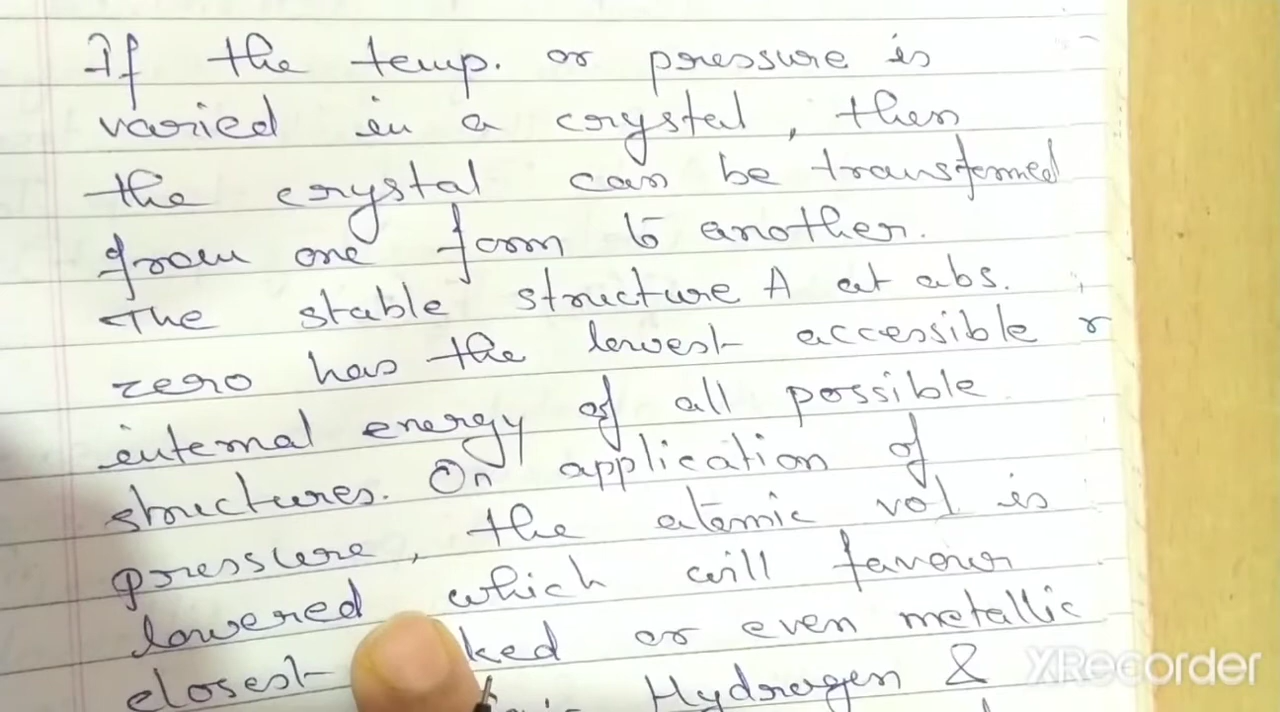 If the temp. or pressure is
varied in a crystal, then
the crystal can be transformed
from one form to another.
The stable structure A at abs.
zero has the lowest accessible r
internal energy of all possible
structures. On application of
pressure, the atomic vol is
lowered which will favour
closest ked or even metallic
Hydrogen &
XRecorder